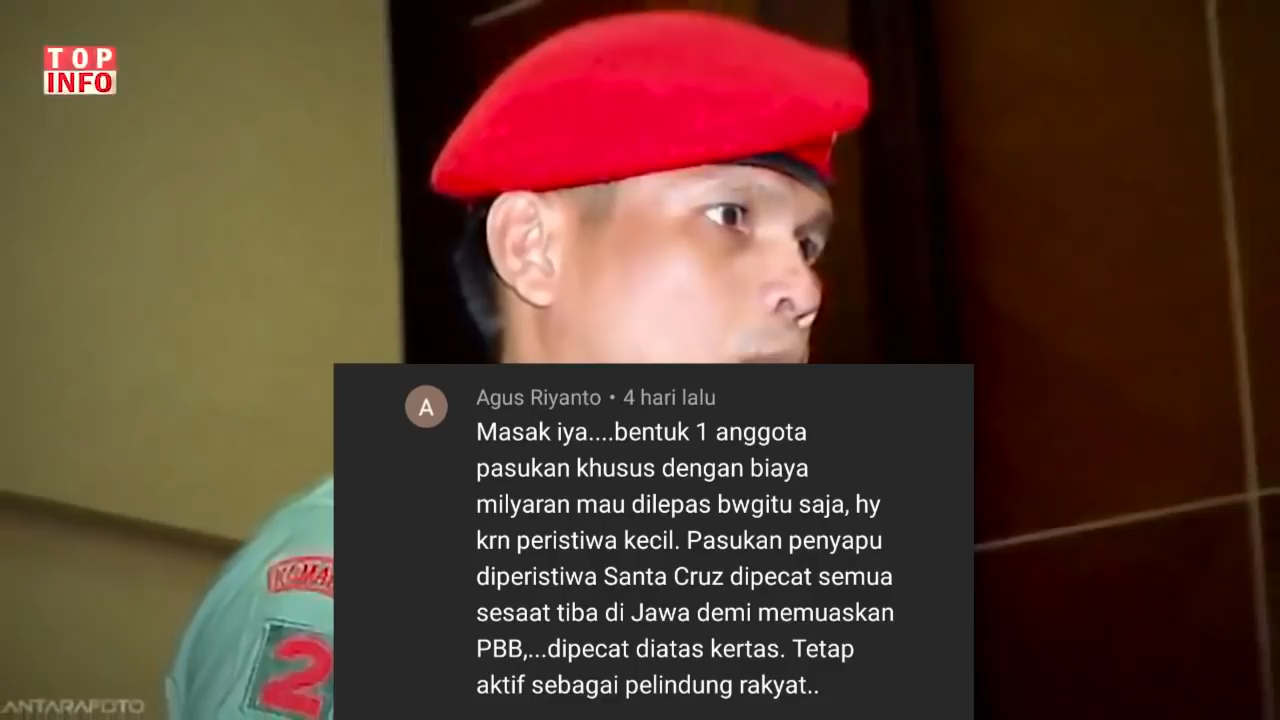 TOP
INFO
Agus Riyanto • 4 hari lalu
A
Masak iya....bentuk 1 anggota
pasukan khusus dengan biaya
milyaran mau dilepas bwgitu saja, hy
krn peristiwa kecil. Pasukan penyapu
diperistiwa Santa Cruz dipecat semua
sesaat tiba di Jawa demi memuaskan
PBB,...dipecat diatas kertas. Tetap
aktif sebagai pelindung rakyat..
2
ANTARAFOTO